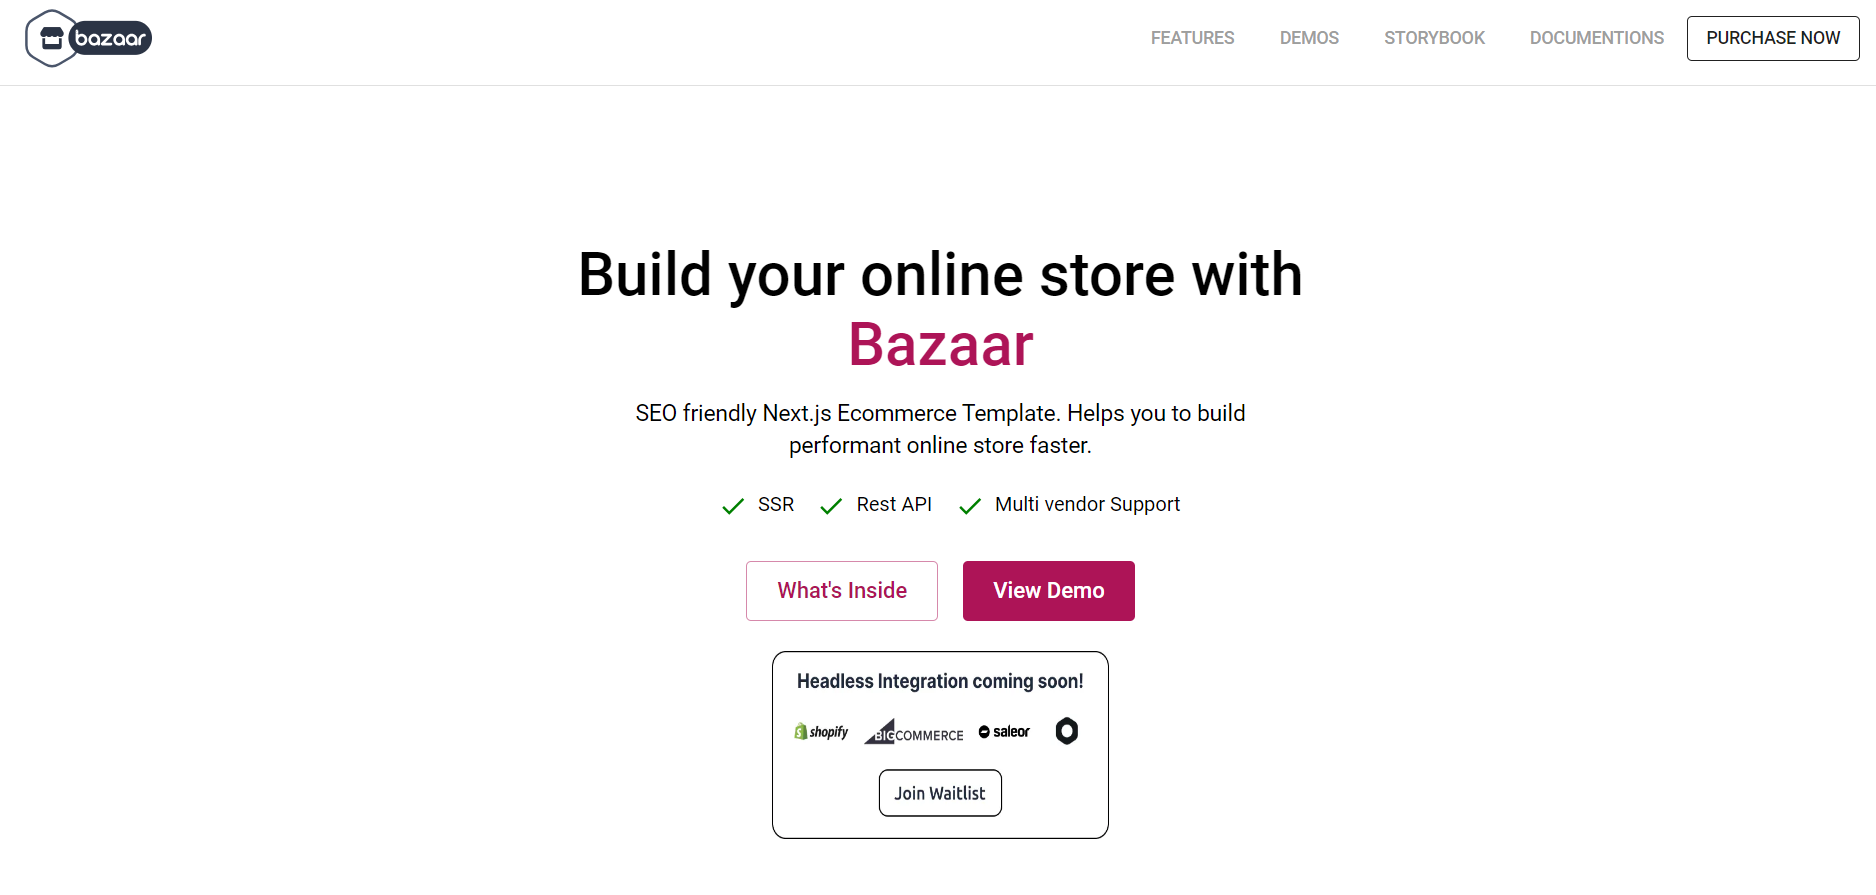 bazaar
FEATURES
DEMOS
STORYBOOK
DOCUMENTIONS
PURCHASE NOW
Build your online store with
Bazaar
SEO friendly Next.js Ecommerce Template. Helps you to build
performant online store faster.
SSR
Rest API
Multi vendor Support
What's Inside
View Demo
Headless Integration coming soon!
shopify
BIGCOMMERCE
saleor
Join Waitlist